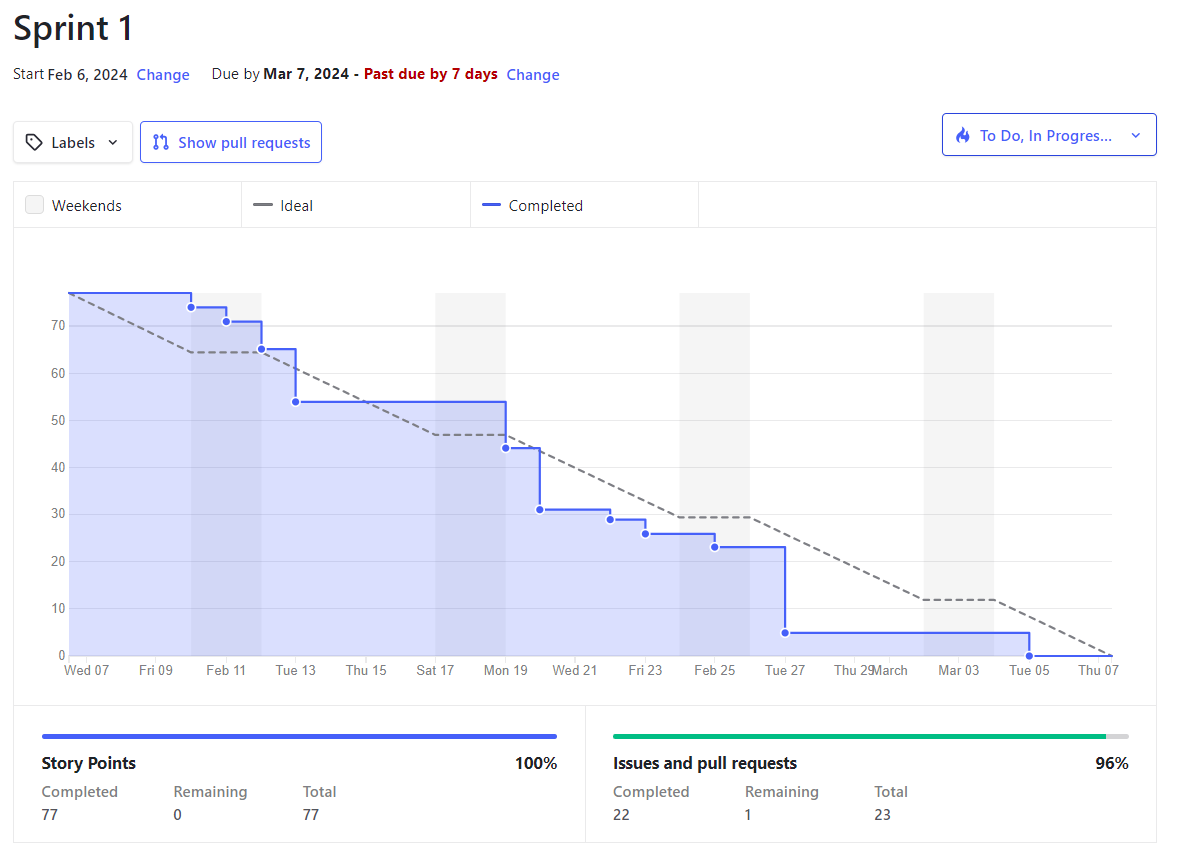 Sprint 1
Start Feb 6, 2024 Change Due by Mar 7, 2024 - Past due by 7 days Change
Labels Show pull requests To Do, In Progres...
Weekends Ideal Completed
70
60
50
40
30
20
10
0
Wed 07 Fri 09 Feb 11 Tue 13 Thu 15 Sat 17 Mon 19 Wed 21 Fri 23 Feb 25 Tue 27 Thu 29 March Mar 03 Tue 05 Thu 07
Story Points 100% Issues and pull requests 96%
Completed Remaining Total Completed Remaining Total
77 0 77 22 1 23